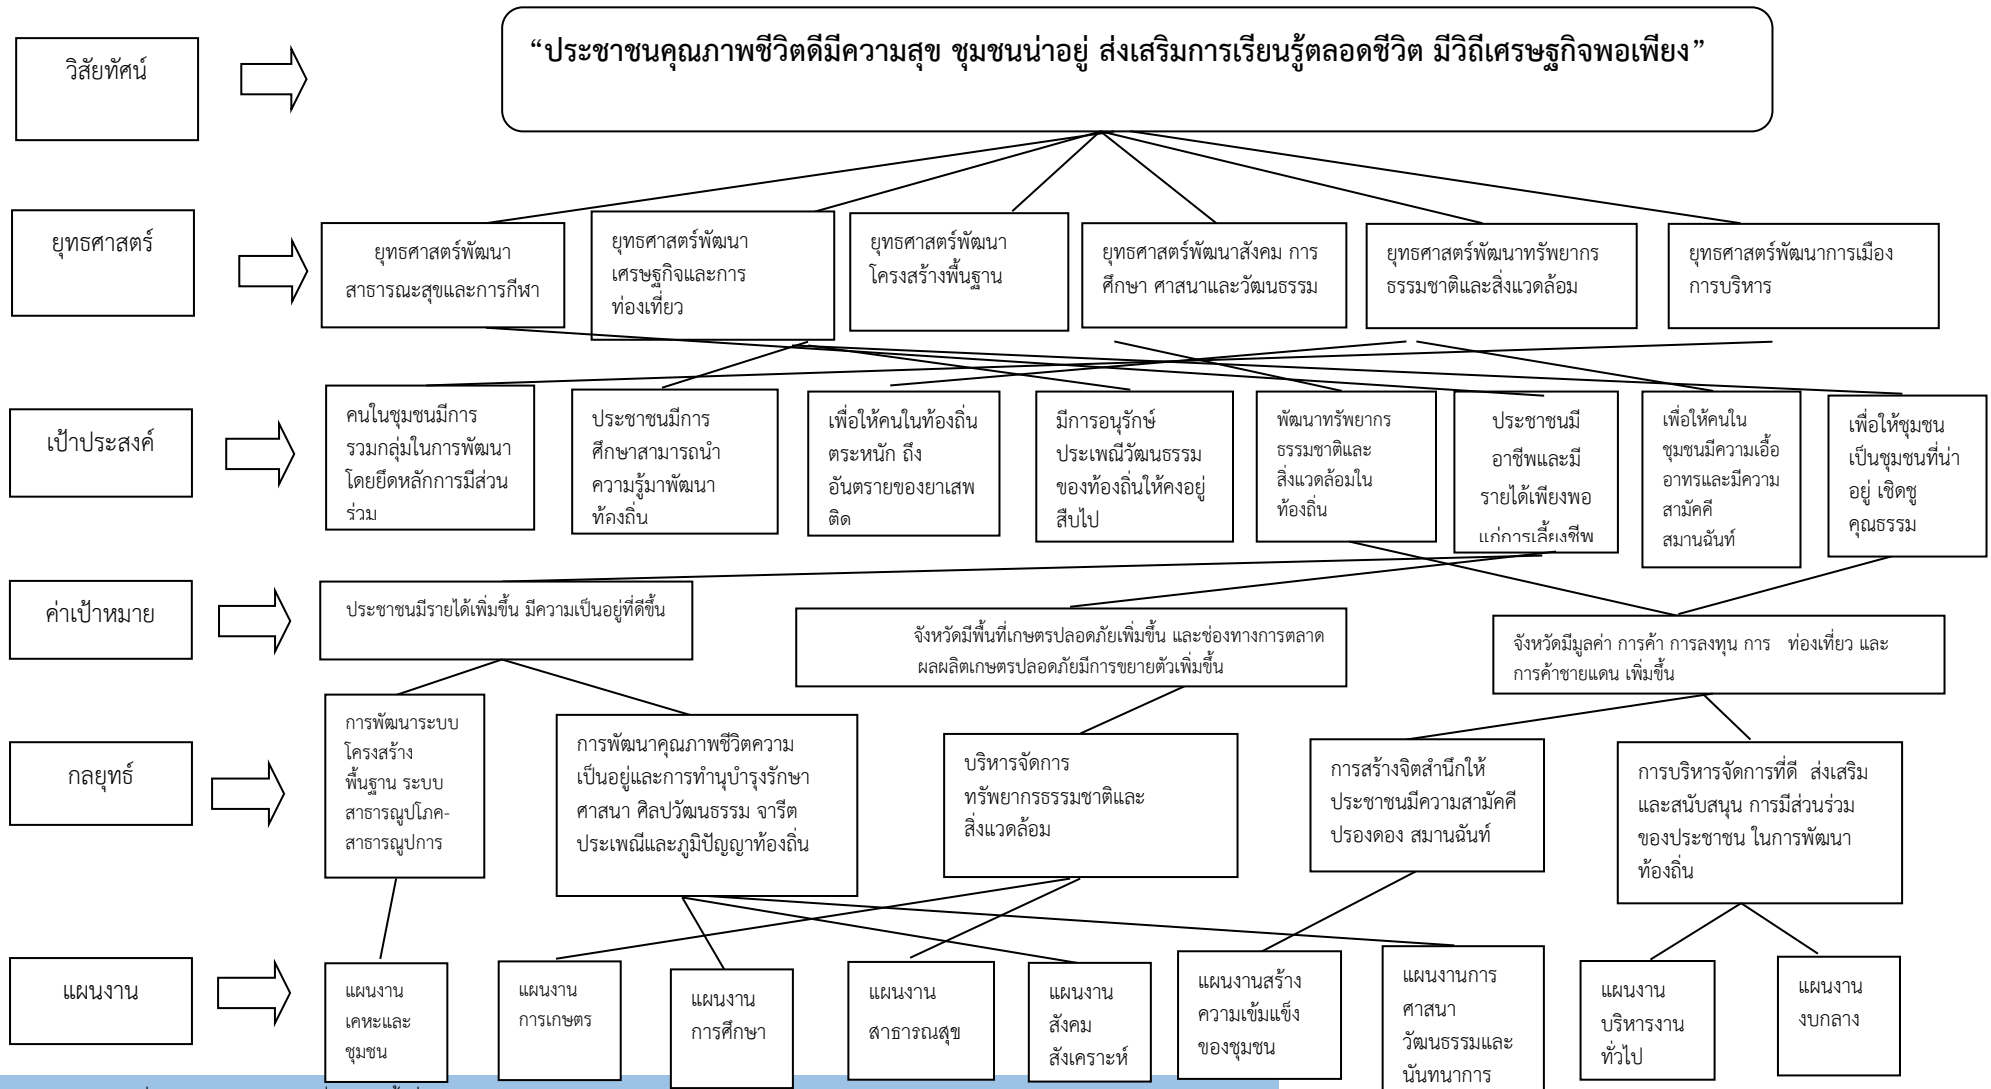 วิสัยทัศน์
“ประชาชนคุณภาพชีวิตดีมีความสุข ชุมชนน่าอยู่ ส่งเสริมการเรียนรู้ตลอดชีวิต มีวิถีเศรษฐกิจพอเพียง”
ยุทธศาสตร์
ยุทธศาสตร์พัฒนา
สาธารณะสุขและการกีฬา
ยุทธศาสตร์พัฒนา
เศรษฐกิจและการ
ท่องเที่ยว
ยุทธศาสตร์พัฒนา
โครงสร้างพื้นฐาน
ยุทธศาสตร์พัฒนาสังคม การ
ศึกษา ศาสนาและวัฒนธรรม
ยุทธศาสตร์พัฒนาทรัพยากร
ธรรมชาติและสิ่งแวดล้อม
ยุทธศาสตร์พัฒนาการเมือง
การบริหาร
เป้าประสงค์
คนในชุมชนมีการ
รวมกลุ่มในการพัฒนา
โดยยึดหลักการมีส่วน
ร่วม
ประชาชนมีการ
ศึกษาสามารถนำ
ความรู้มาพัฒนา
ท้องถิ่น
เพื่อให้คนในท้องถิ่น
ตระหนัก ถึง
อันตรายของยาเสพ
ติด
มีการอนุรักษ์
ประเพณีวัฒนธรรม
ของท้องถิ่นให้คงอยู่
สืบไป
พัฒนาทรัพยากร
ธรรมชาติและ
สิ่งแวดล้อมใน
ท้องถิ่น
ประชาชนมี
อาชีพและมี
รายได้เพียงพอ
แก่การเลี้ยงชีพ
เพื่อให้คนใน
ชุมชนมีความเอื้อ
อาทรและมีความ
สามัคคี
สมานฉันท์
เพื่อให้ชุมชน
เป็นชุมชนที่น่า
อยู่ เชิดชู
คุณธรรม
ค่าเป้าหมาย
ประชาชนมีรายได้เพิ่มขึ้น มีความเป็นอยู่ที่ดีขึ้น
จังหวัดมีพื้นที่เกษตรปลอดภัยเพิ่มขึ้น และช่องทางการตลาด
ผลผลิตเกษตรปลอดภัยมีการขยายตัวเพิ่มขึ้น
จังหวัดมีมูลค่า การค้า การลงทุน การ ท่องเที่ยว และ
การค้าชายแดน เพิ่มขึ้น
กลยุทธ์
การพัฒนาระบบ
โครงสร้าง
พื้นฐาน ระบบ
สาธารณูปโภค-
สาธารณูปการ
การพัฒนาคุณภาพชีวิตความ
เป็นอยู่และการทำนุบำรุงรักษา
ศาสนา ศิลปวัฒนธรรม จารีต
ประเพณีและภูมิปัญญาท้องถิ่น
บริหารจัดการ
ทรัพยากรธรรมชาติและ
สิ่งแวดล้อม
การสร้างจิตสำนึกให้
ประชาชนมีความสามัคคี
ปรองดอง สมานฉันท์
การบริหารจัดการที่ดี ส่งเสริม
และสนับสนุน การมีส่วนร่วม
ของประชาชน ในการพัฒนา
ท้องถิ่น
แผนงาน
แผนงาน
เคหะและ
ชุมชน
แผนงาน
การเกษตร
แผนงาน
การศึกษา
แผนงาน
สาธารณสุข
แผนงาน
สังคม
สังเคราะห์
แผนงานสร้าง
ความเข้มแข็ง
ของชุมชน
แผนงานการ
ศาสนา
วัฒนธรรมและ
นันทนาการ
แผนงาน
บริหารงาน
ทั่วไป
แผนงาน
งบกลาง